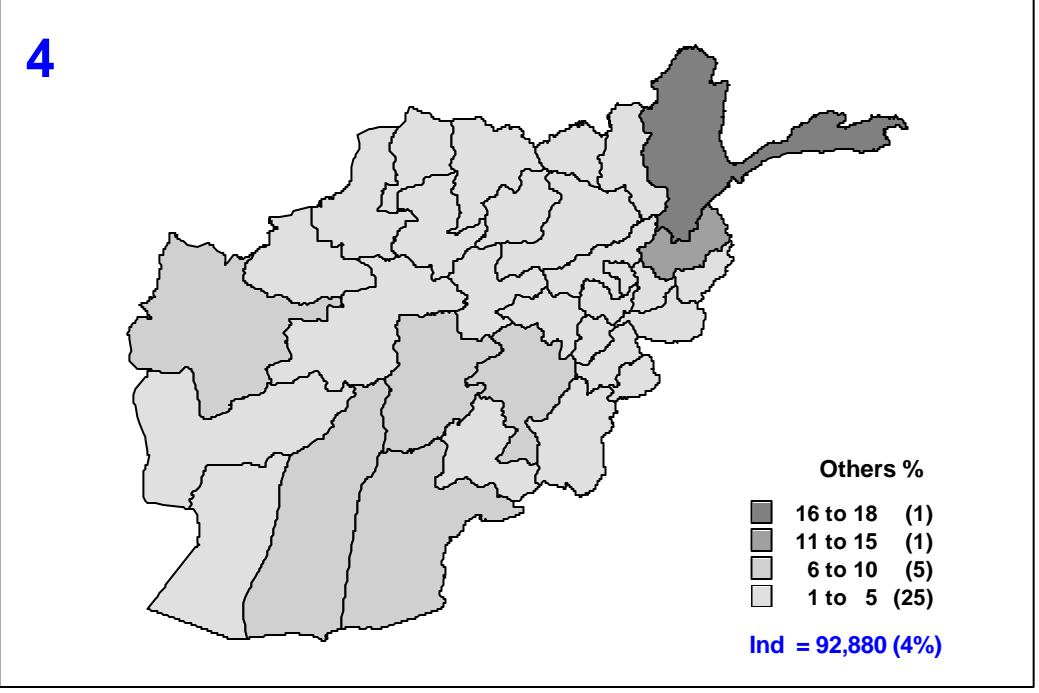 4
Others %
16 to 18 (1)
11 to 15 (1)
6 to 10 (5)
1 to 5 (25)
Ind = 92,880 (4%)